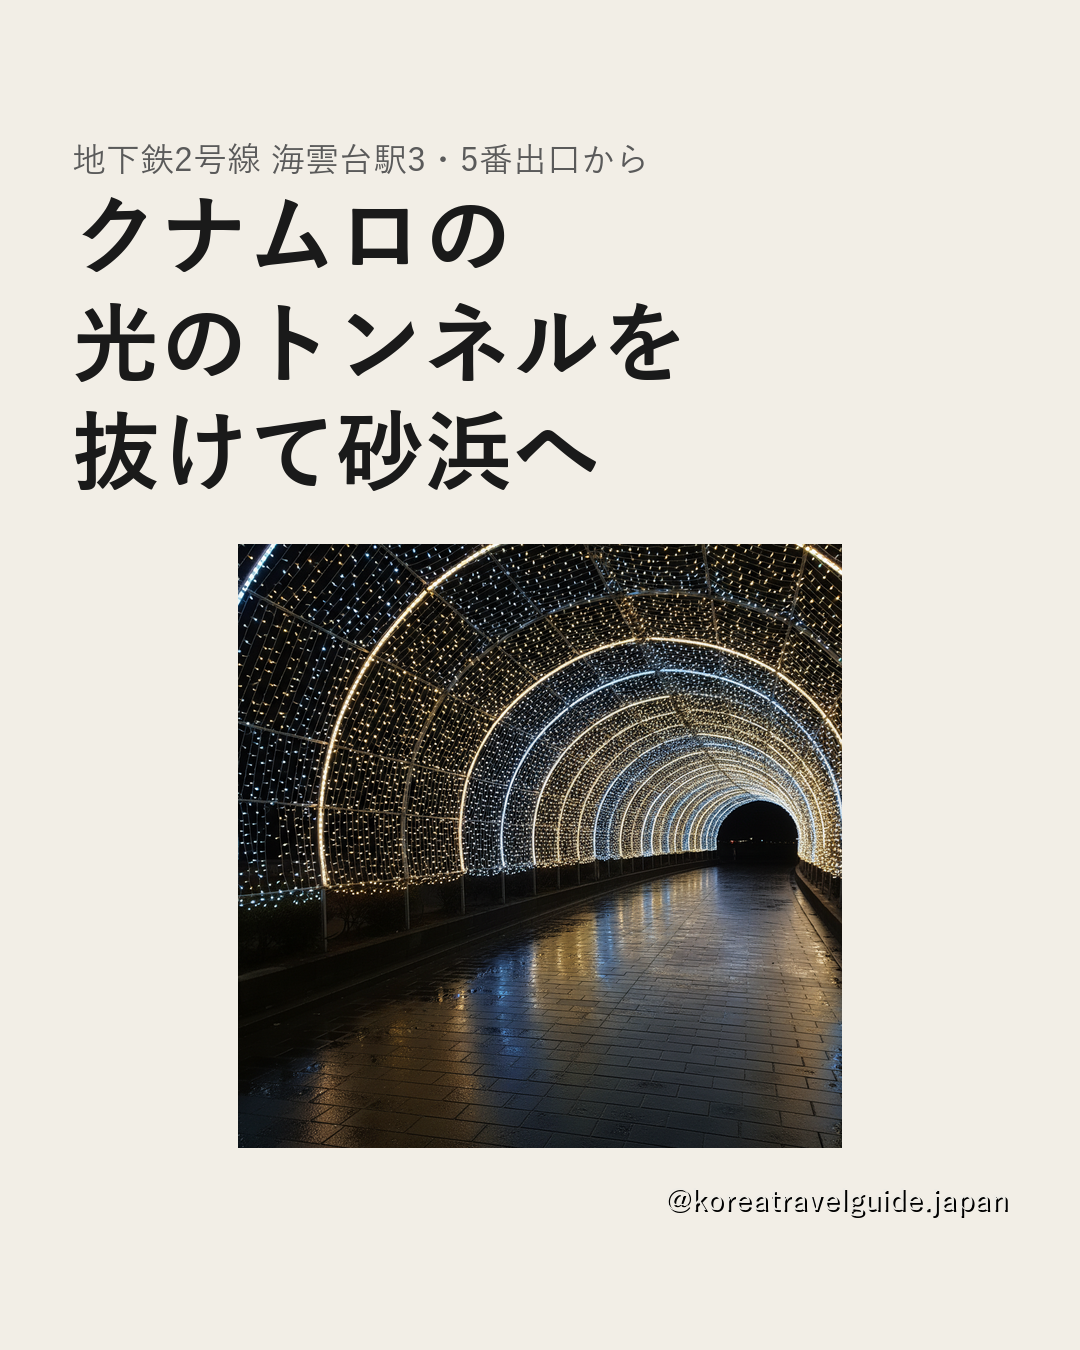 地下鉄2号線 海雲台駅3・5番出口から
クナムロの
光のトンネルを
抜けて砂浜へ
@koreatravelguide.japan